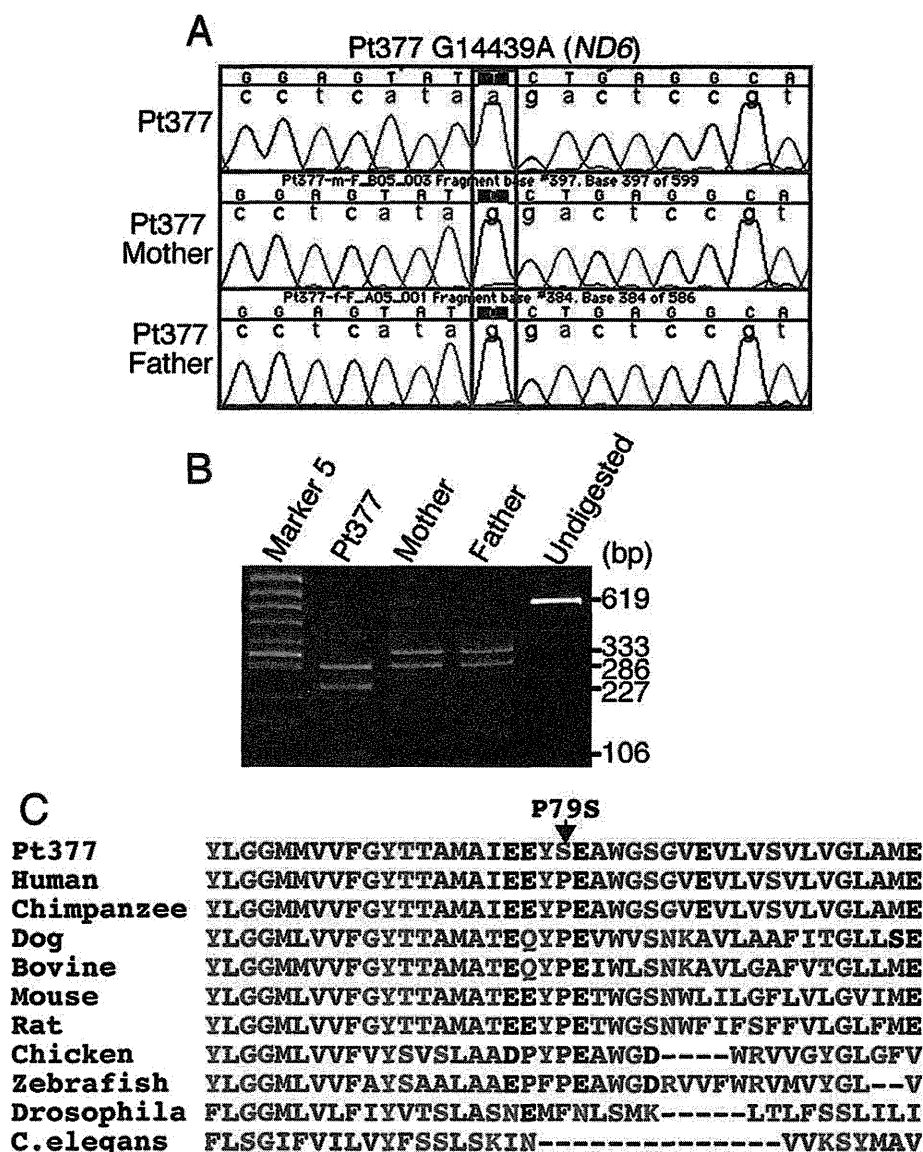 A
Pt377 G14439A (ND6)
G G A G T A T C T G A G G C A
c c t c a t a a g a c t c c g t
Pt377
Pt377-m-F_B05_003 Fragment base #397. Base 397 of 599
G G A G T A T C T G A G G C A
c c t c a t a g g a c t c c g t
Pt377
Mother
Pt377-f-F_A05_001 Fragment base #384. Base 384 of 586
G G A G T A T C T G A G G C A
c c t c a t a g g a c t c c g t
Pt377
Father
B
Marker 5 Pt377 Mother Father Undigested (bp)
619
333
286
227
106
C
P79S
Pt377 YLGGMMVVFGYTTAMAIEEYSEAWGSGVEVLVSVLVGLAME
Human YLGGMMVVFGYTTAMAIEEYPEAWGSGVEVLVSVLVGLAME
Chimpanzee YLGGMMVVFGYTTAMAIEEYPEAWGSGVEVLVSVLVGLAME
Dog YLGGMLVVFGYTTAMATEQYPEVWVSNKAVLAAFITGLLSE
Bovine YLGGMMVVFGYTTAMATEQYPEIWLSNKAVLGAFVTGLLME
Mouse YLGGMLVVFGYTTAMATEEYPETWGSNWLILGFLVLGVIME
Rat YLGGMLVVFGYTTAMATEEYPETWGSNWFIFSFFVLGLFME
Chicken YLGGMLVVFVYSVSLAADPYPEAWGD----WRVVGYGLGFV
Zebrafish YLGGMLVVFAYSAALAAEPFPEAWGDRVVFWRVMVYGL--V
Drosophila FLGGMLVLFIYVTSLASNEMFNLSMK-----LTLFSSLILI
C.elegans FLSGIFVILVYFSSLSKIN--------------VVKSYMAV